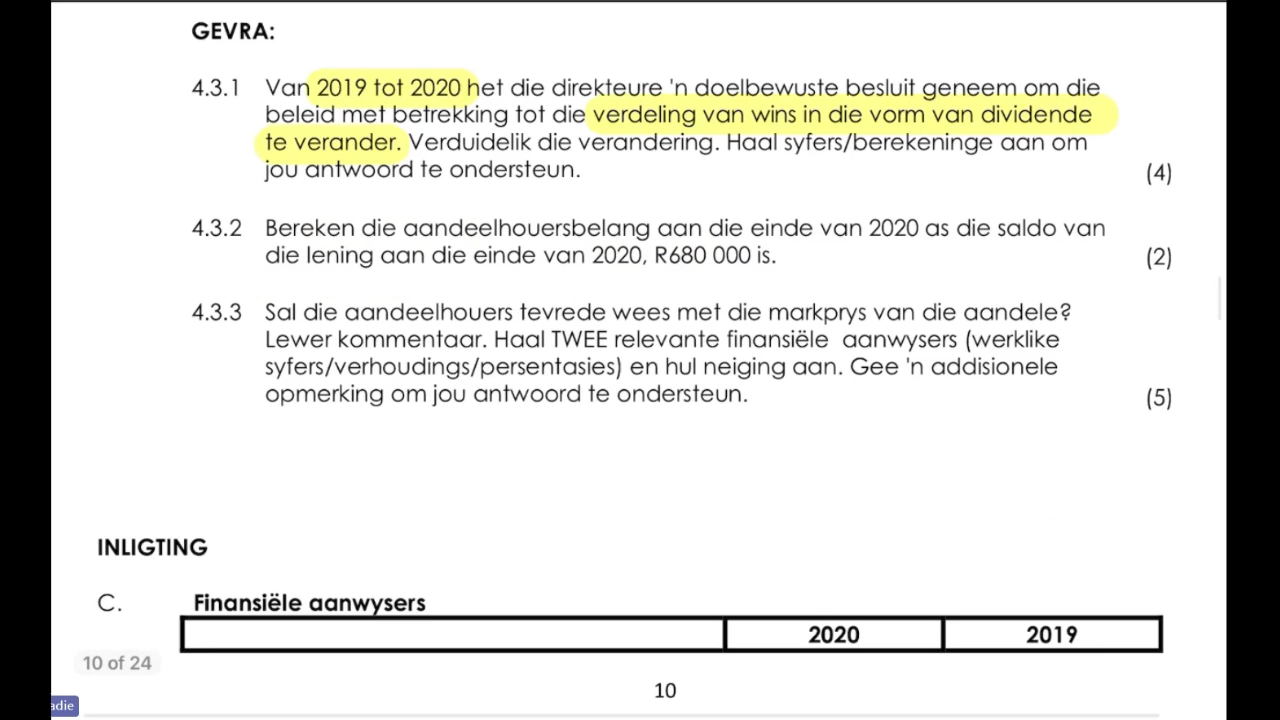 GEVRA:
4.3.1 Van 2019 tot 2020 het die direkteure 'n doelbewuste besluit geneem om die
beleid met betrekking tot die verdeling van wins in die vorm van dividende
te verander. Verduidelik die verandering. Haal syfers/berekeninge aan om
jou antwoord te ondersteun. (4)
4.3.2 Bereken die aandeelhouersbelang aan die einde van 2020 as die saldo van
die lening aan die einde van 2020, R680 000 is. (2)
4.3.3 Sal die aandeelhouers tevrede wees met die markprys van die aandele?
Lewer kommentaar. Haal TWEE relevante finansiële aanwysers (werklike
syfers/verhoudings/persentasies) en hul neiging aan. Gee 'n addisionele
opmerking om jou antwoord te ondersteun. (5)
INLIGTING
C. Finansiële aanwysers
2020 2019
10 of 24
10
adie